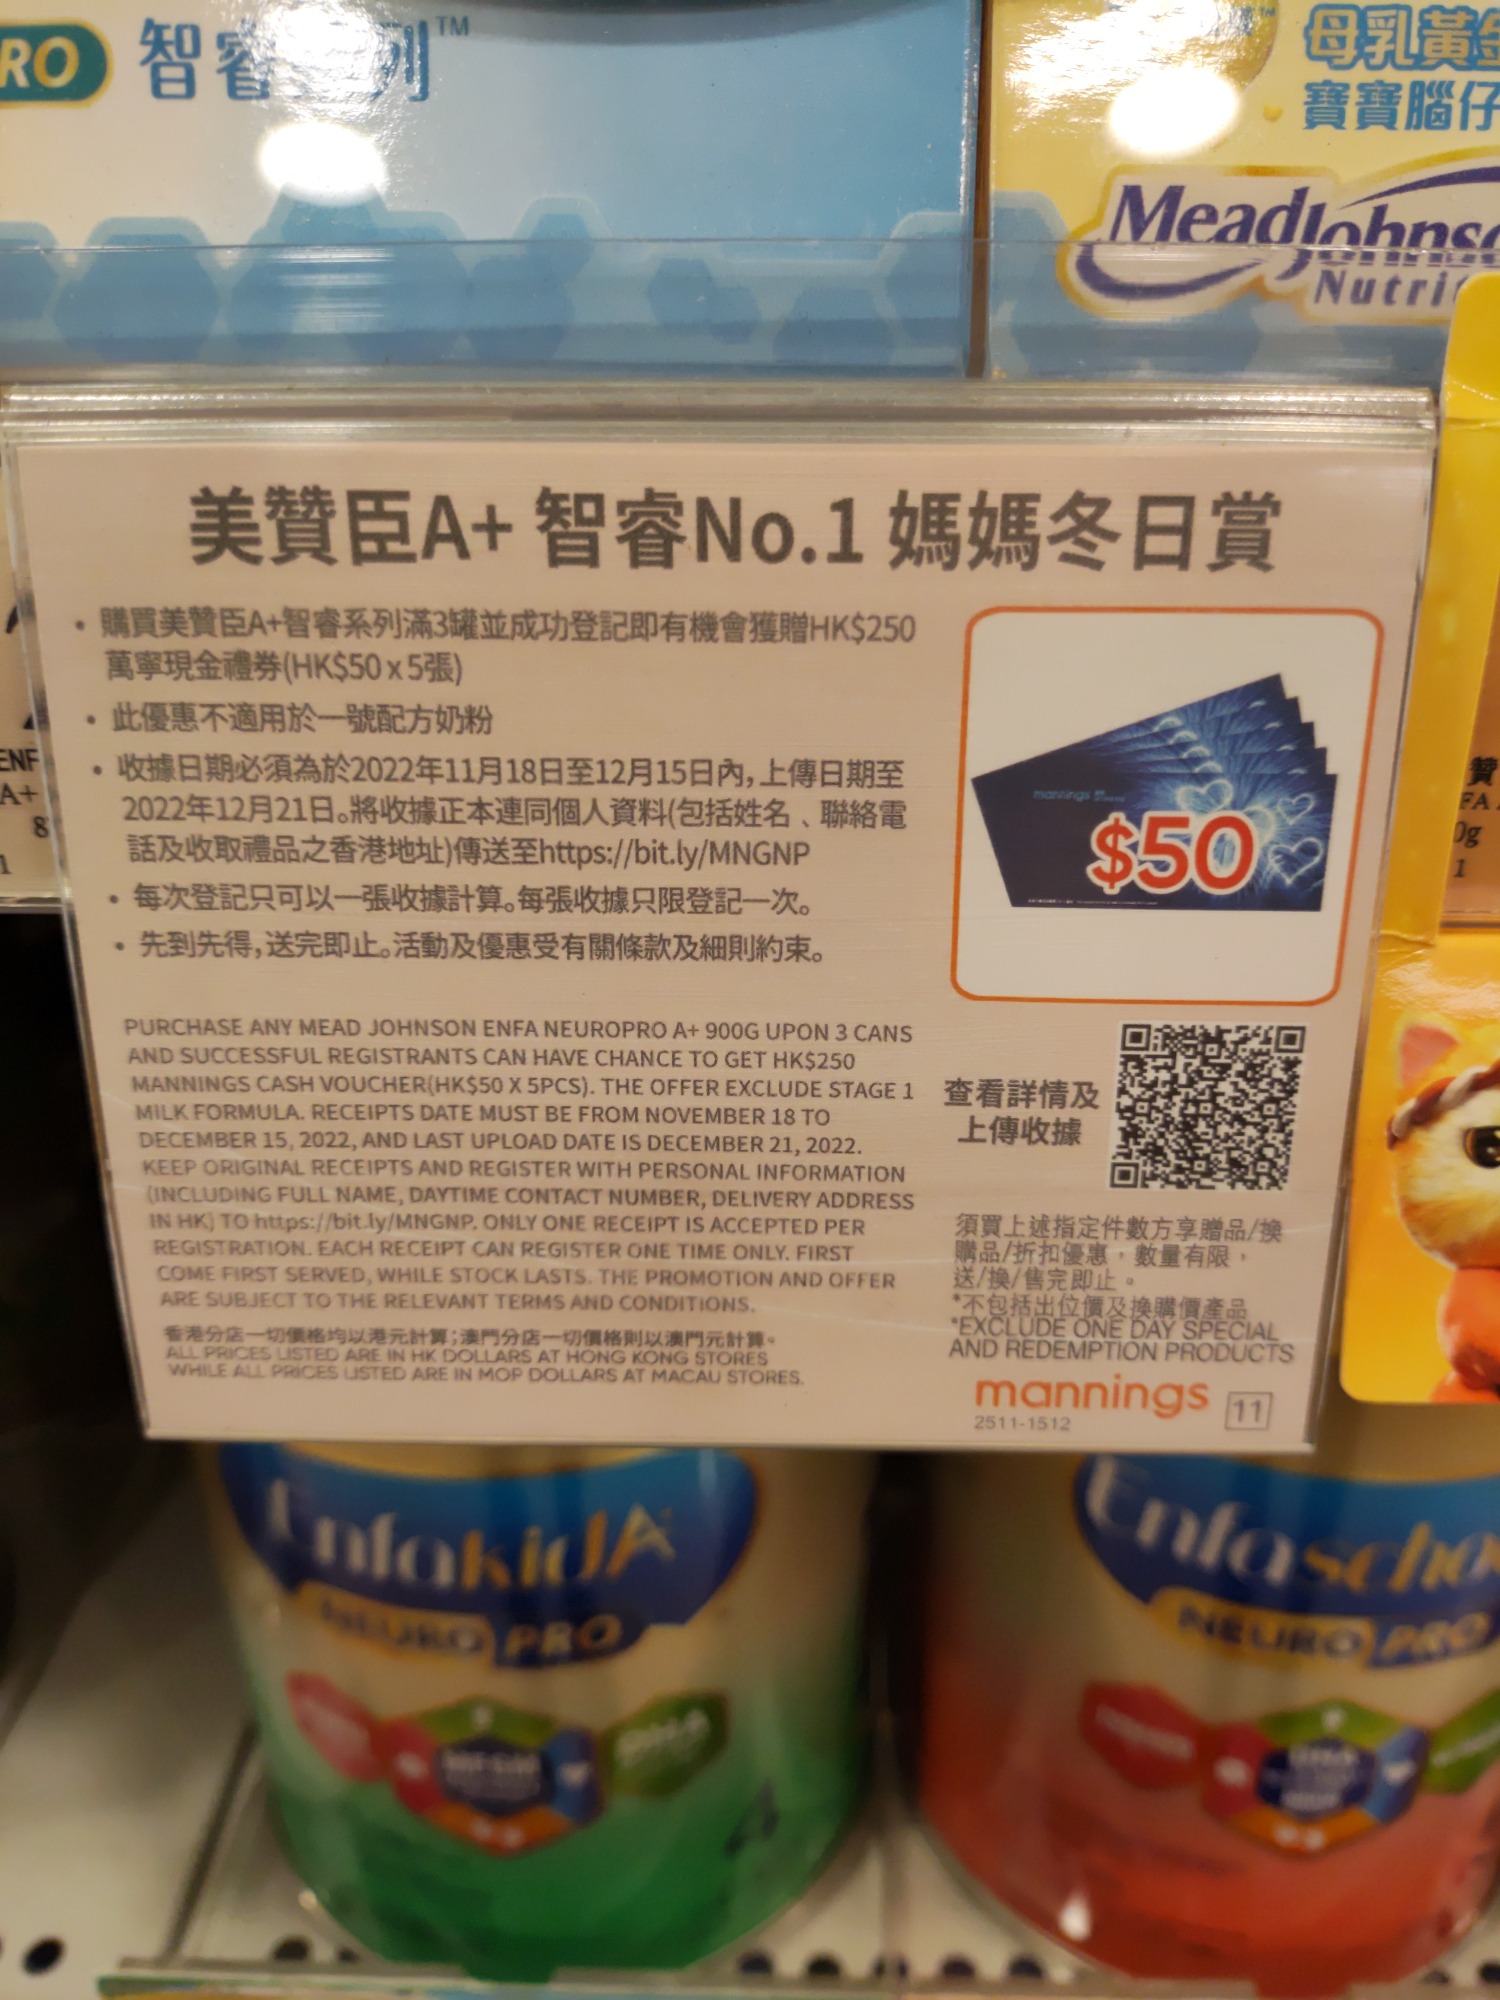 RO 智睿系列™
母乳黃金
寶寶腦仔
MeadJohnso
Nutri
美贊臣A+ 智睿No.1 媽媽冬日賞
• 購買美贊臣A+智睿系列滿3罐並成功登記即有機會獲贈HK$250
萬寧現金禮券(HK$50 x 5張)
• 此優惠不適用於一號配方奶粉
• 收據日期必須為於2022年11月18日至12月15日內,上傳日期至
2022年12月21日。將收據正本連同個人資料(包括姓名、聯絡電
話及收取禮品之香港地址)傳送至https://bit.ly/MNGNP
• 每次登記只可以一張收據計算。每張收據只限登記一次。
• 先到先得,送完即止。活動及優惠受有關條款及細則約束。
mannings
$50
PURCHASE ANY MEAD JOHNSON ENFA NEUROPRO A+ 900G UPON 3 CANS
AND SUCCESSFUL REGISTRANTS CAN HAVE CHANCE TO GET HK$250
MANNINGS CASH VOUCHER(HK$50 X 5PCS). THE OFFER EXCLUDE STAGE 1
MILK FORMULA. RECEIPTS DATE MUST BE FROM NOVEMBER 18 TO
DECEMBER 15, 2022, AND LAST UPLOAD DATE IS DECEMBER 21, 2022.
KEEP ORIGINAL RECEIPTS AND REGISTER WITH PERSONAL INFORMATION
(INCLUDING FULL NAME, DAYTIME CONTACT NUMBER, DELIVERY ADDRESS
IN HK) TO https://bit.ly/MNGNP. ONLY ONE RECEIPT IS ACCEPTED PER
REGISTRATION. EACH RECEIPT CAN REGISTER ONE TIME ONLY. FIRST
COME FIRST SERVED, WHILE STOCK LASTS. THE PROMOTION AND OFFER
ARE SUBJECT TO THE RELEVANT TERMS AND CONDITIONS.
香港分店一切價格均以港元計算;澳門分店一切價格則以澳門元計算。
ALL PRICES LISTED ARE IN HK DOLLARS AT HONG KONG STORES
WHILE ALL PRICES LISTED ARE IN MOP DOLLARS AT MACAU STORES.
查看詳情及
上傳收據
須買上述指定件數方享贈品/換
購品/折扣優惠，數量有限，
送/換/售完即止。
*不包括出位價及換購價產品
*EXCLUDE ONE DAY SPECIAL
AND REDEMPTION PRODUCTS
mannings 11
2511-1512
ENF
A+
8
1
贊
FA
0g
1
EnfakidA+
NEURO PRO
DHA
4
Enfascho
NEURO PRO